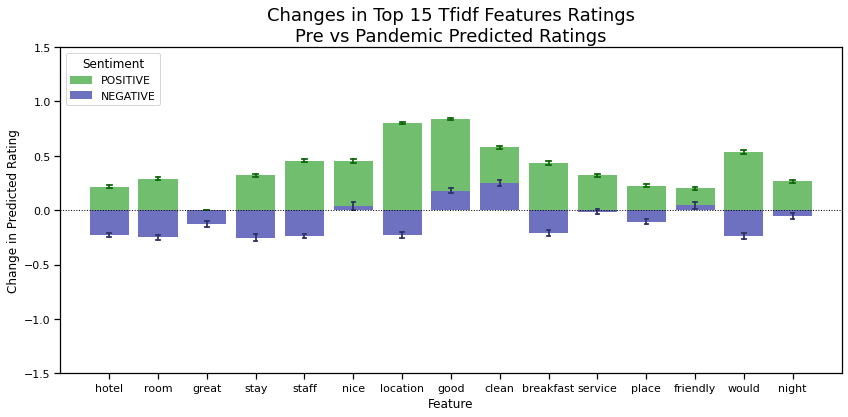 Changes in Top 15 Tfidf Features Ratings
Pre vs Pandemic Predicted Ratings
Sentiment
POSITIVE
NEGATIVE
Change in Predicted Rating
1.5
1.0
0.5
0.0
−0.5
−1.0
−1.5
hotel room great stay staff nice location good clean breakfast service place friendly would night
Feature